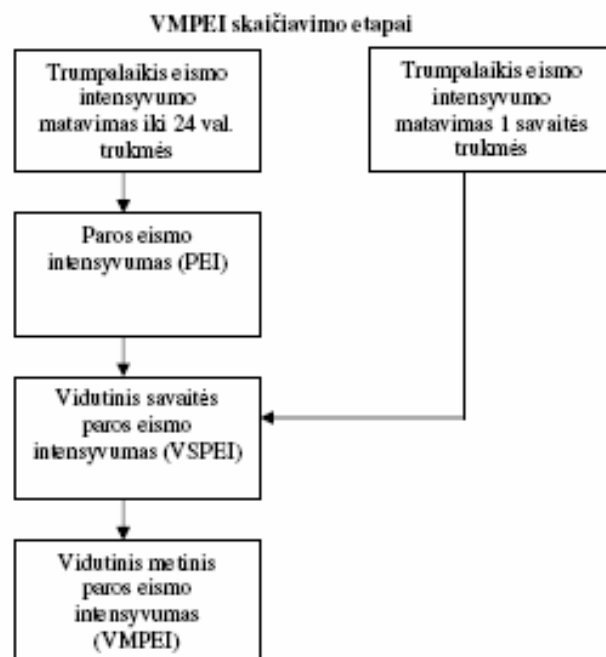 VMPEI skaičiavimo etapai
Trumpalaikis eismo
intensyvumo
matavimas iki 24 val.
trukmės
Trumpalaikis eismo
intensyvumo
matavimas 1 savaitės
trukmės
Paros eismo
intensyvumas (PEI)
Vidutinis savaitės
paros eismo
intensyvumas (VSPEI)
Vidutinis metinis
paros eismo
intensyvumas
(VMPEI)